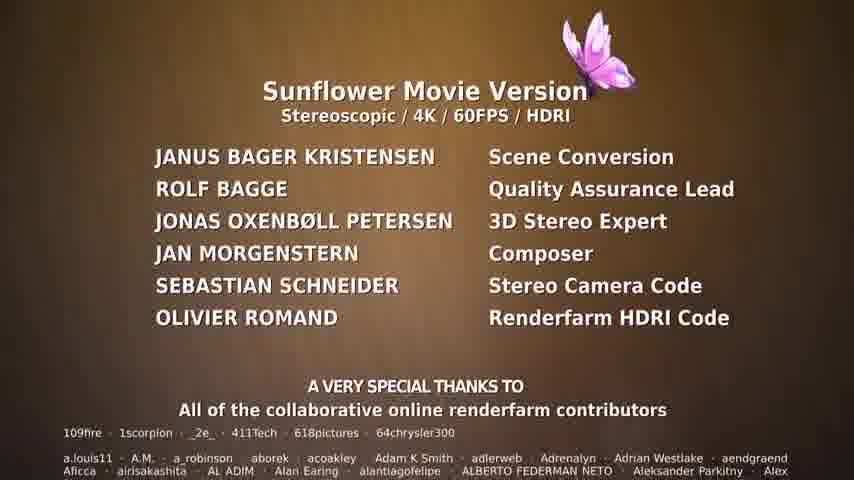 Sunflower Movie Version
Stereoscopic / 4K / 60FPS / HDRI
JANUS BAGER KRISTENSEN Scene Conversion
ROLF BAGGE Quality Assurance Lead
JONAS OXENBØLL PETERSEN 3D Stereo Expert
JAN MORGENSTERN Composer
SEBASTIAN SCHNEIDER Stereo Camera Code
OLIVIER ROMAND Renderfarm HDRI Code
A VERY SPECIAL THANKS TO
All of the collaborative online renderfarm contributors
109fire · 1scorpion · _2e_ · 411Tech · 618pictures · 64chrysler300
a.louis11 · A.M. · a_robinson · aborek · acoakley · Adam K Smith · adlerweb · Adrenalyn · Adrian Westlake · aendgraend
Aficca · airisakashita · AL ADIM · Alan Earing · alantiagofelipe · ALBERTO FEDERMAN NETO · Aleksander Parkitny · Alex